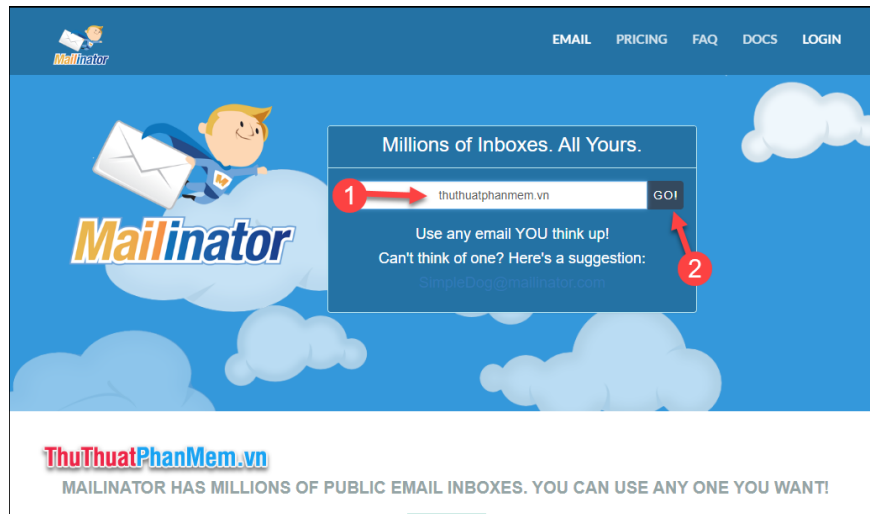 Mailinator
EMAIL PRICING FAQ DOCS LOGIN
Mailinator
Millions of Inboxes. All Yours.
1
thuthuatphanmem.vn GO!
Use any email YOU think up!
Can't think of one? Here's a suggestion:
2
SimpleDog@mailinator.com
ThuThuatPhanMem.vn
MAILINATOR HAS MILLIONS OF PUBLIC EMAIL INBOXES. YOU CAN USE ANY ONE YOU WANT!